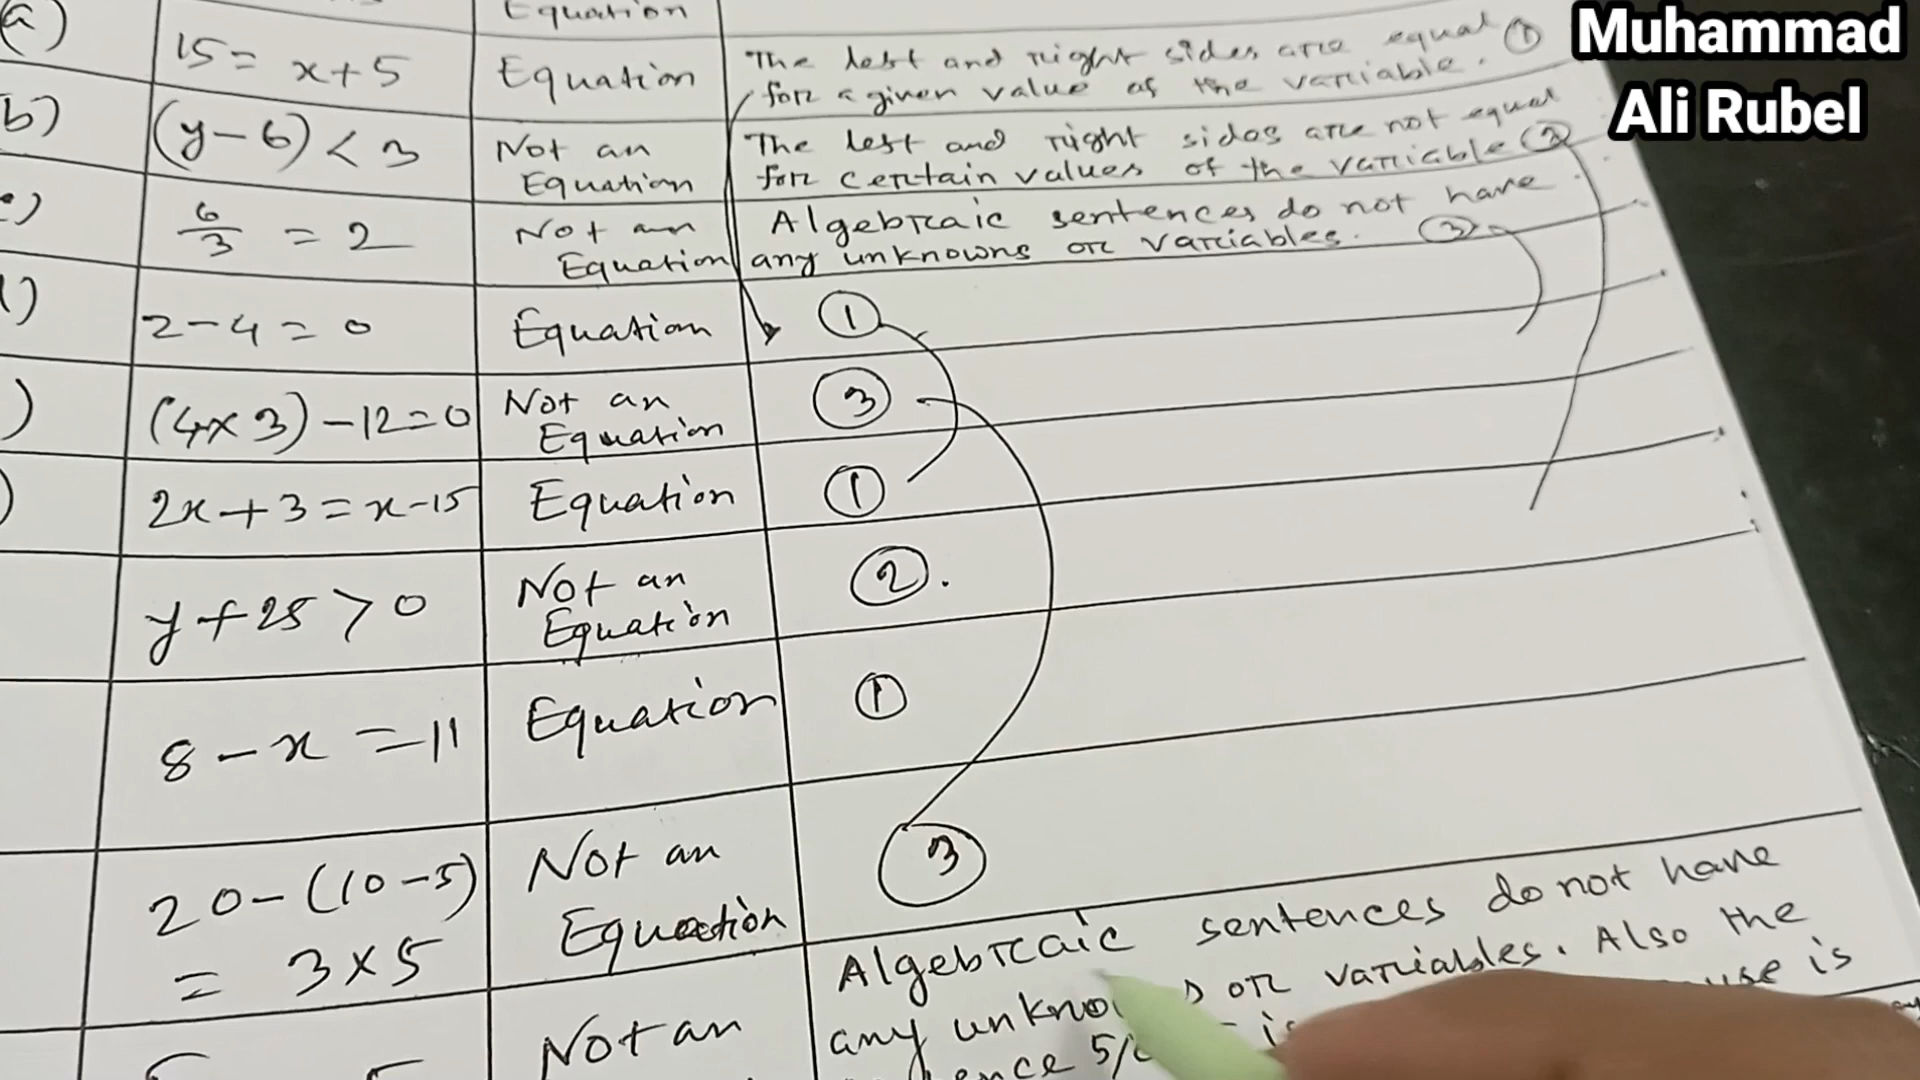 Muhammad
Ali Rubel
Equation
a)
15 = x+5
Equation
The left and right sides are equal ①
for a given value of the variable.
b)
(y-6) < 3
Not an
Equation
The left and right sides are not equal
for certain values of the variable ②
6/3 = 2
Not an
Equation
Algebraic sentences do not have
any unknowns or variables. ③
2-4=0
Equation
①
(4x3)-12=0
Not an
Equation
③
2x+3=x-15
Equation
①
y+25 > 0
Not an
Equation
②.
8-x=11
Equation
①
20-(10-5)
= 3x5
Not an
Equation
③
Not an
Algebraic sentences do not have
any or variables. Also the
is